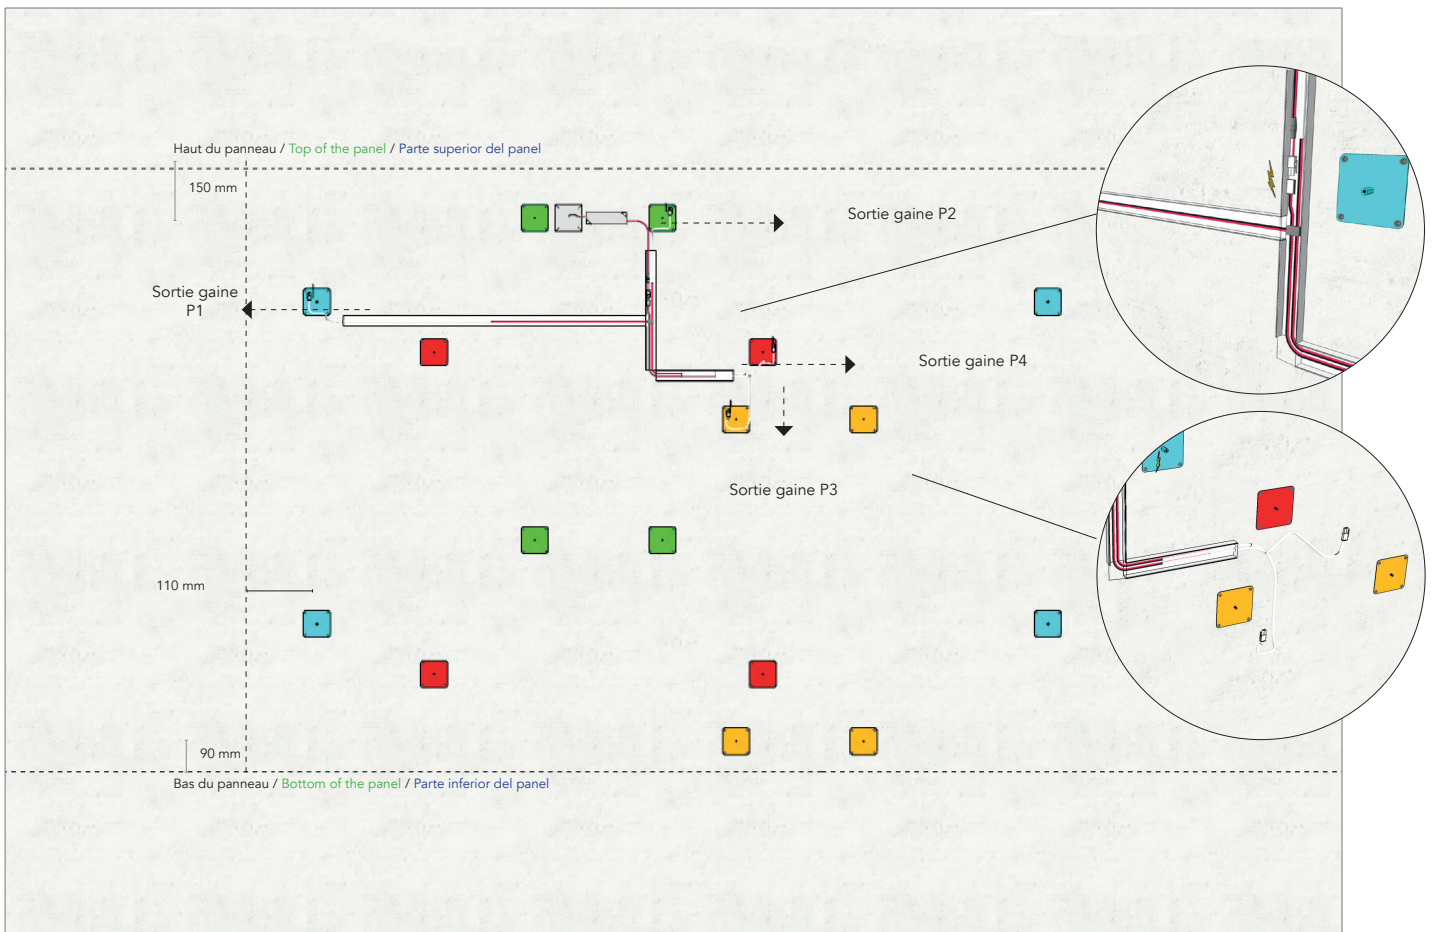 Haut du panneau / Top of the panel / Parte superior del panel
150 mm
Sortie gaine P2
Sortie gaine
P1
Sortie gaine P4
Sortie gaine P3
110 mm
90 mm
Bas du panneau / Bottom of the panel / Parte inferior del panel